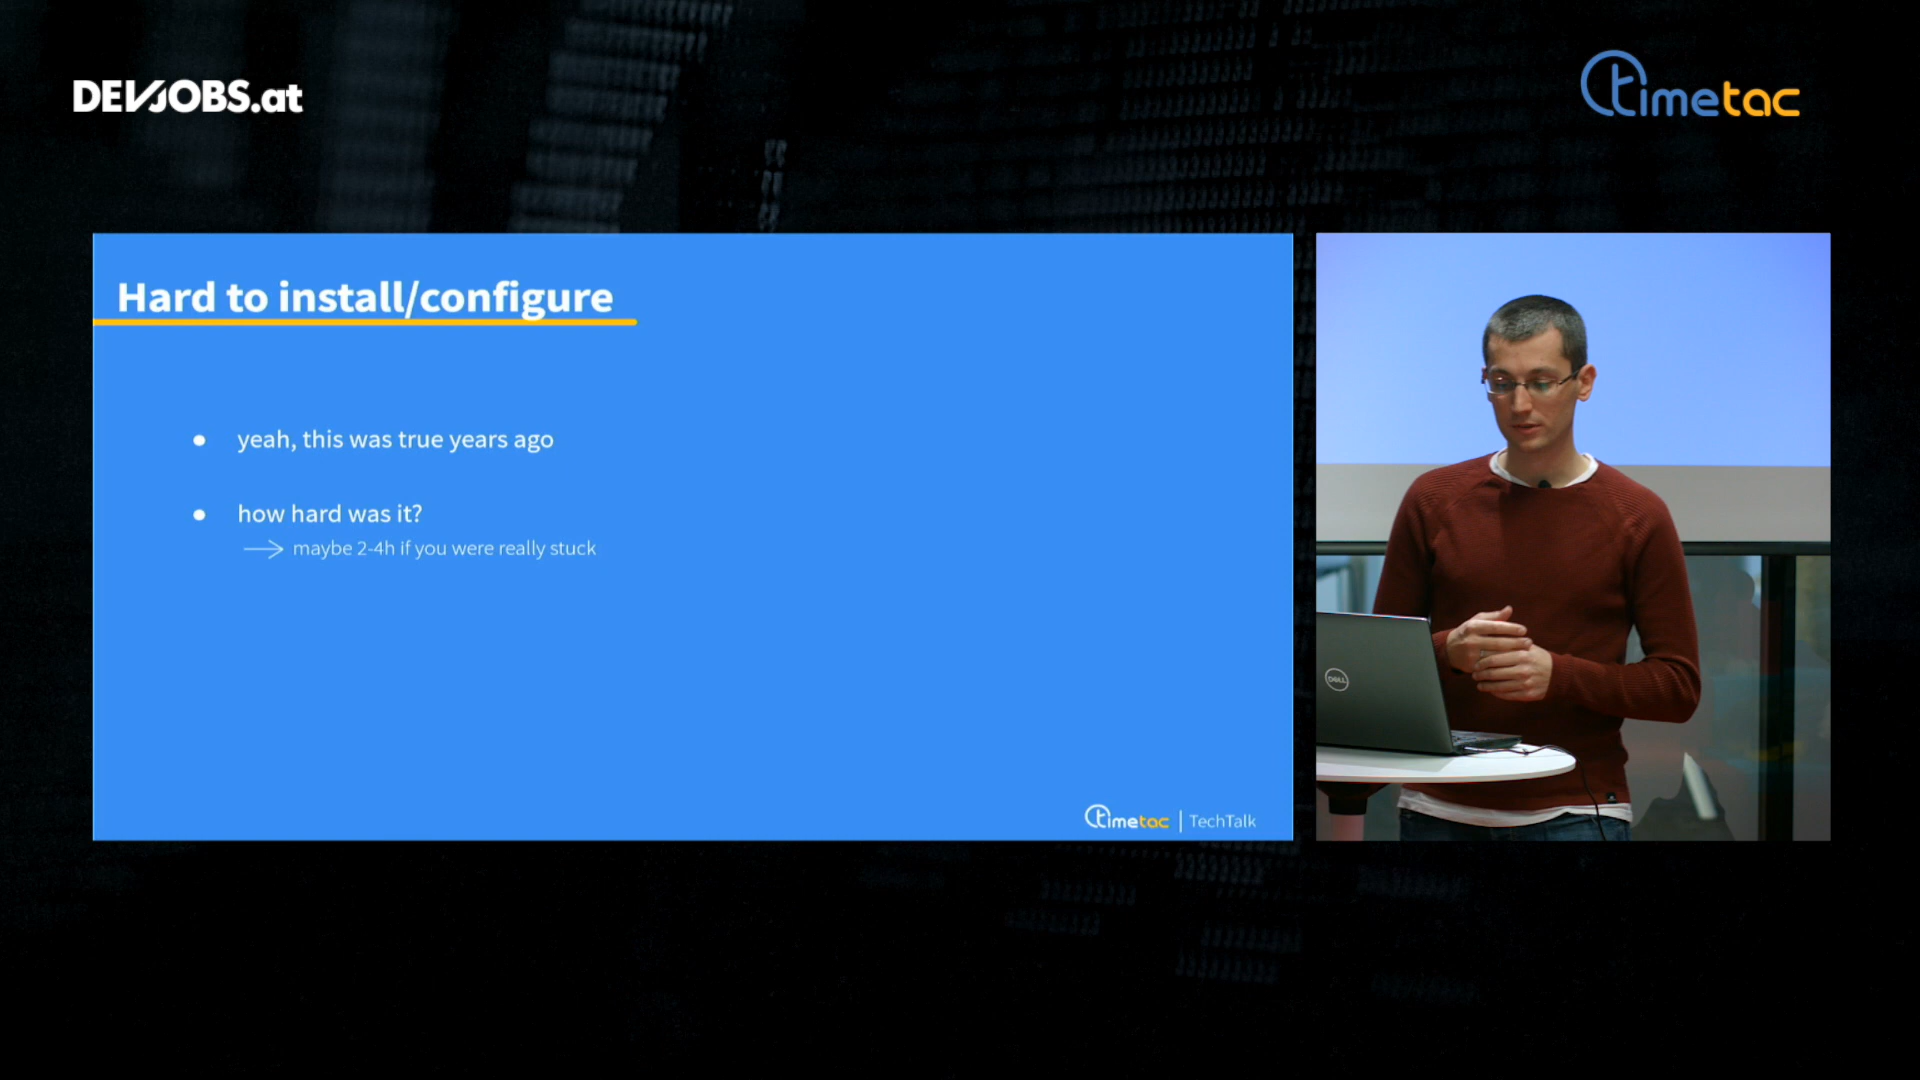 DEVJOBS.at
timetac
Hard to install/configure
yeah, this was true years ago
how hard was it?
maybe 2-4h if you were really stuck
timetac | TechTalk
DELL